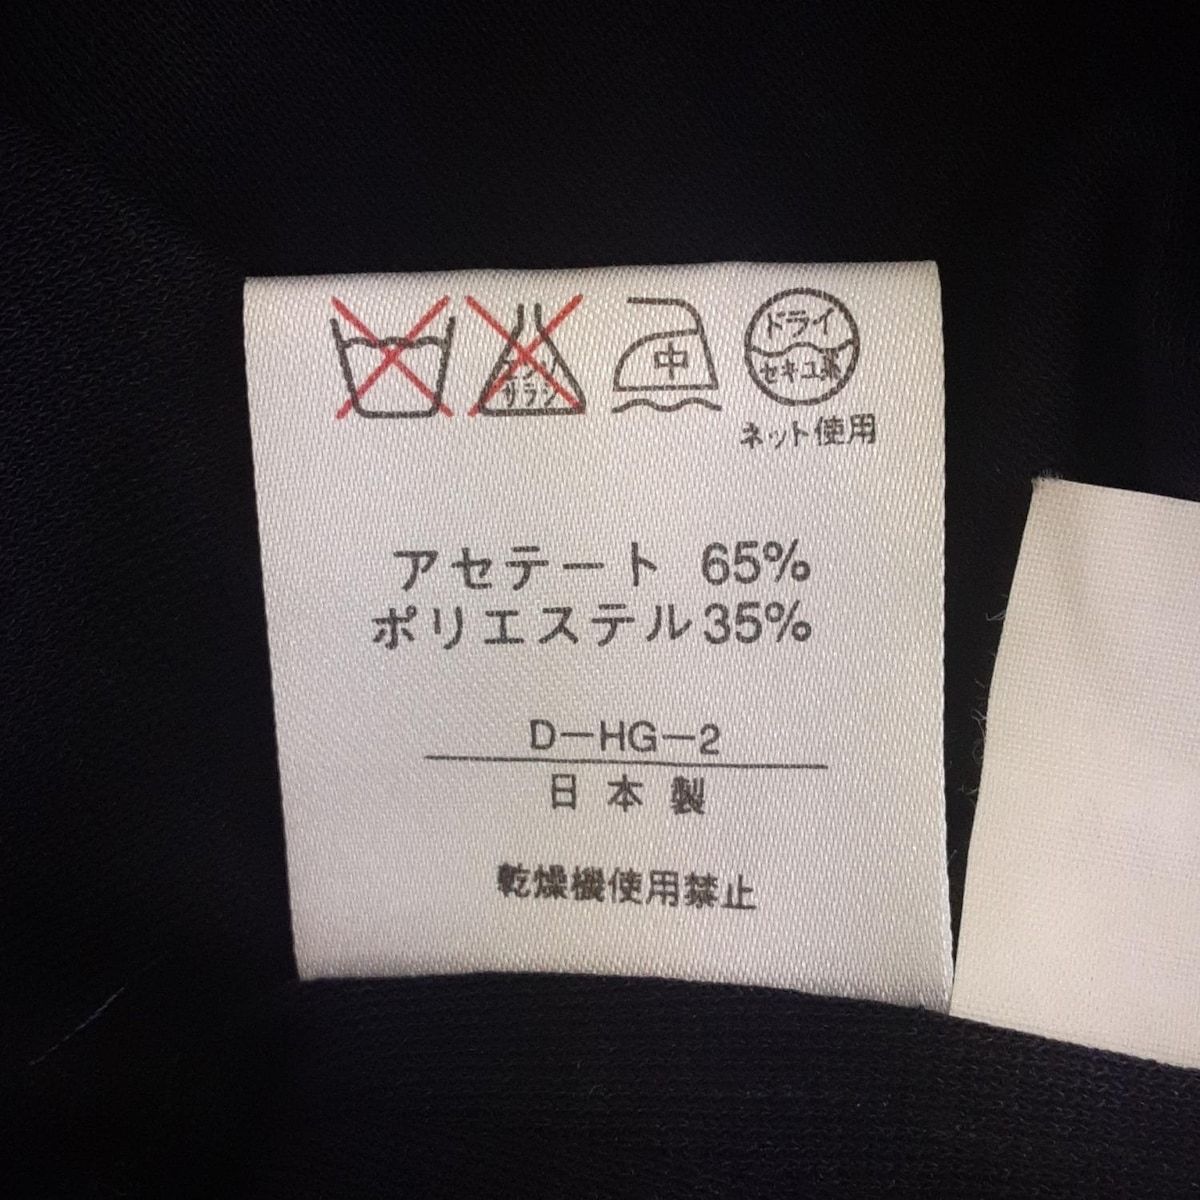 エンソ
サラシ
中
ドライ
セキユ系
ネット使用
アセテート 65%
ポリエステル 35%
D-HG-2
日本製
乾燥機使用禁止